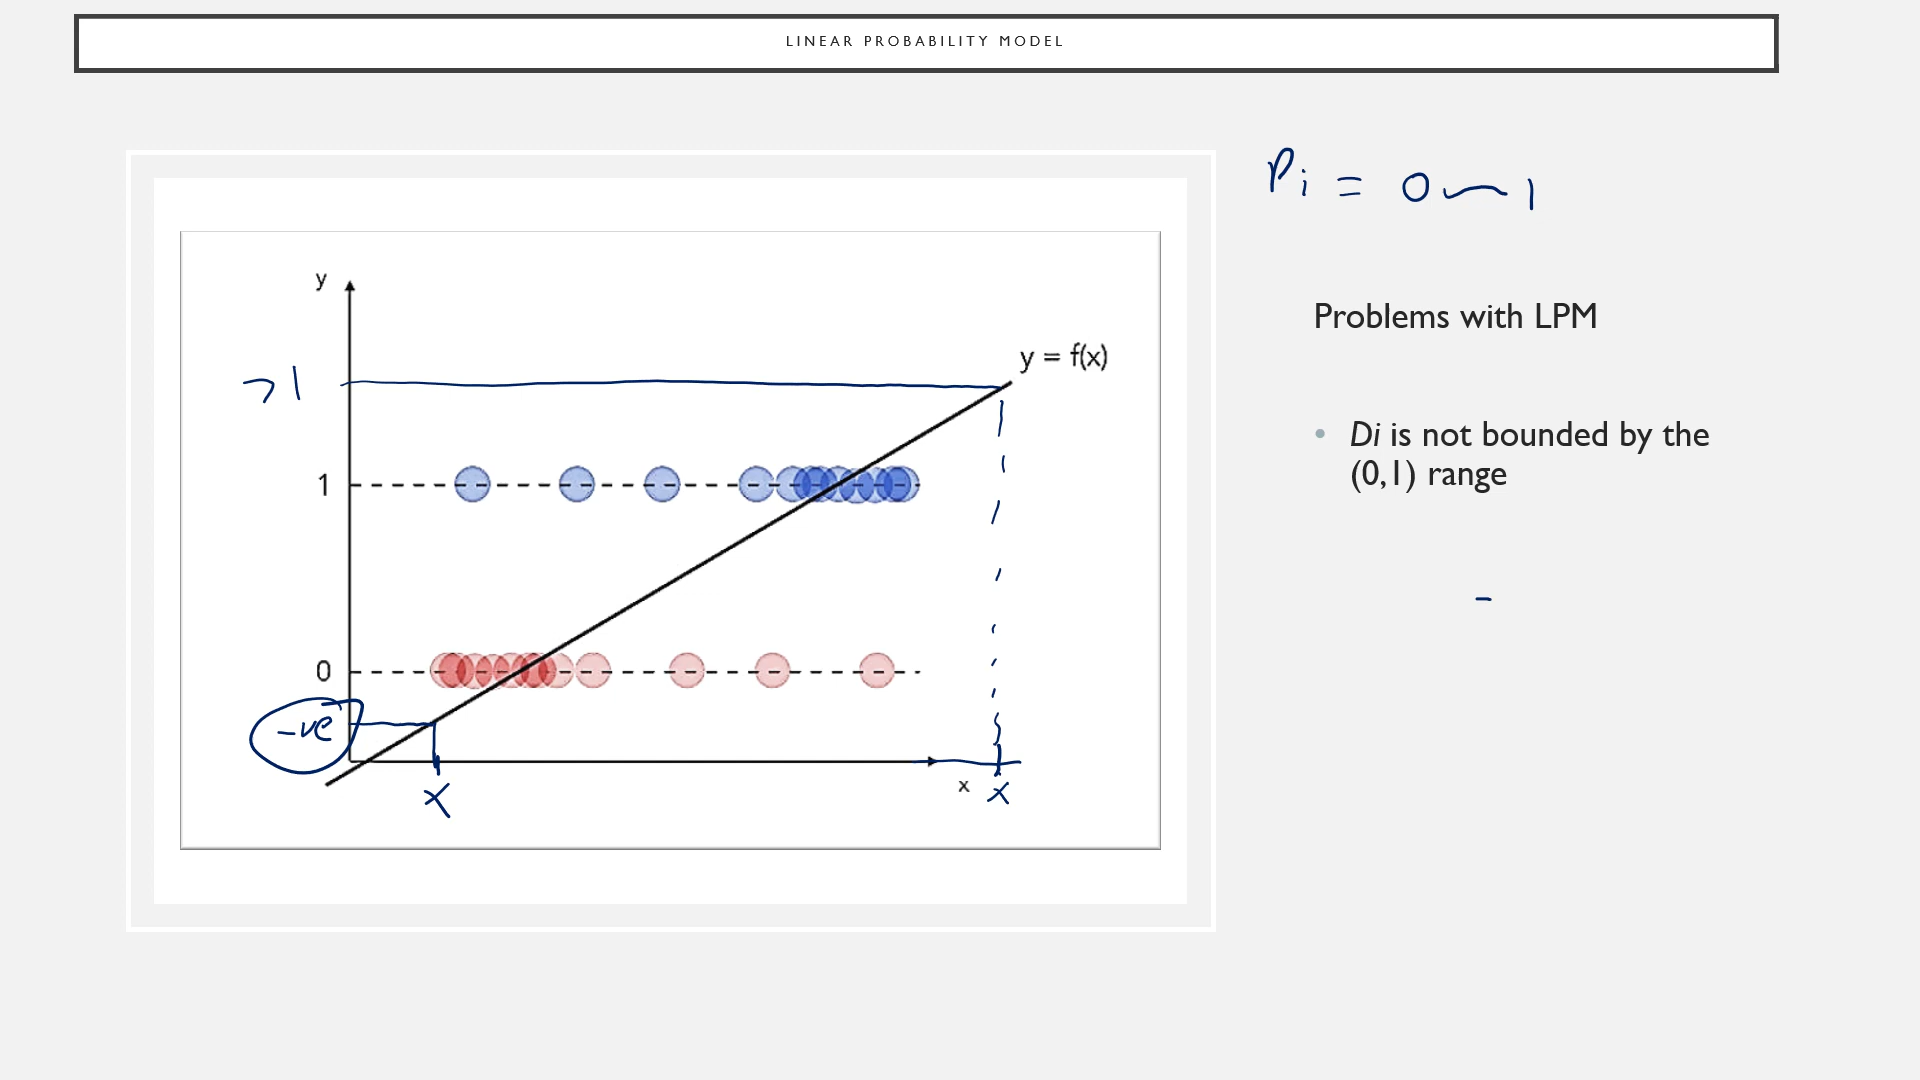 LINEAR PROBABILITY MODEL
Pi = 0 — 1
Problems with LPM
• Di is not bounded by the
(0,1) range
-
y
y = f(x)
>1
1
0
-ve
x
x
x